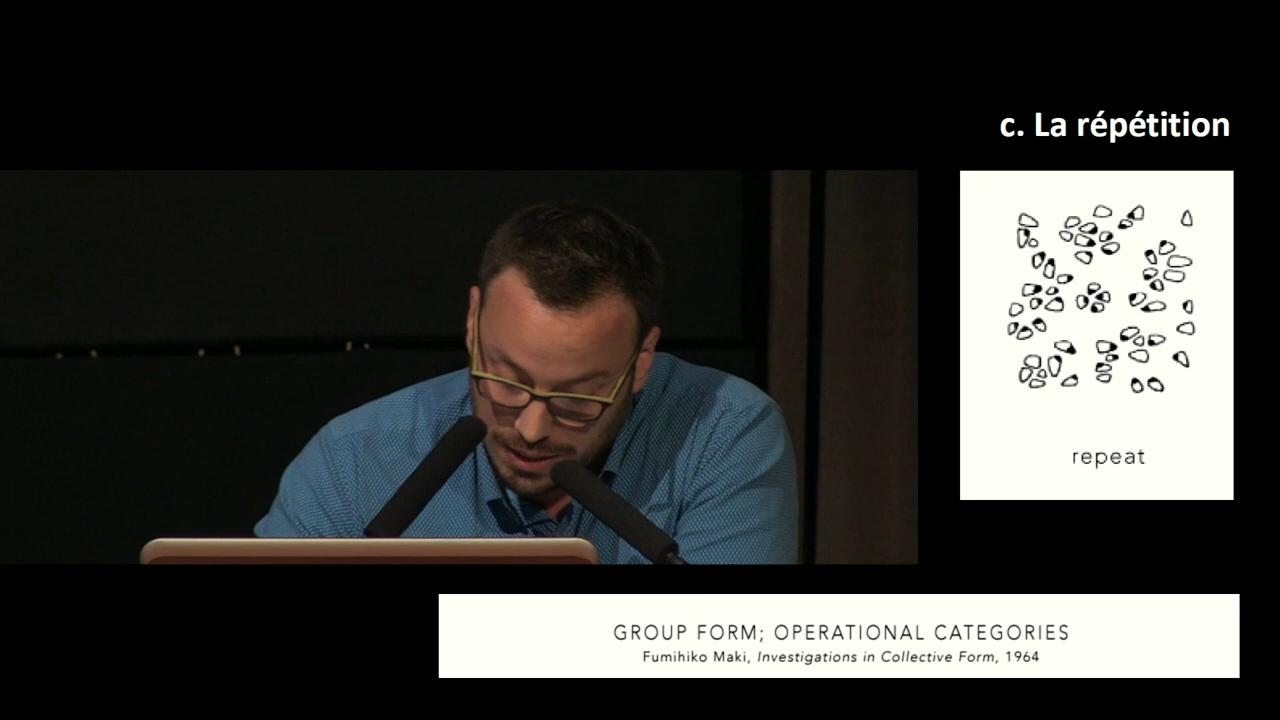 c. La répétition
repeat
GROUP FORM; OPERATIONAL CATEGORIES
Fumihiko Maki, Investigations in Collective Form, 1964